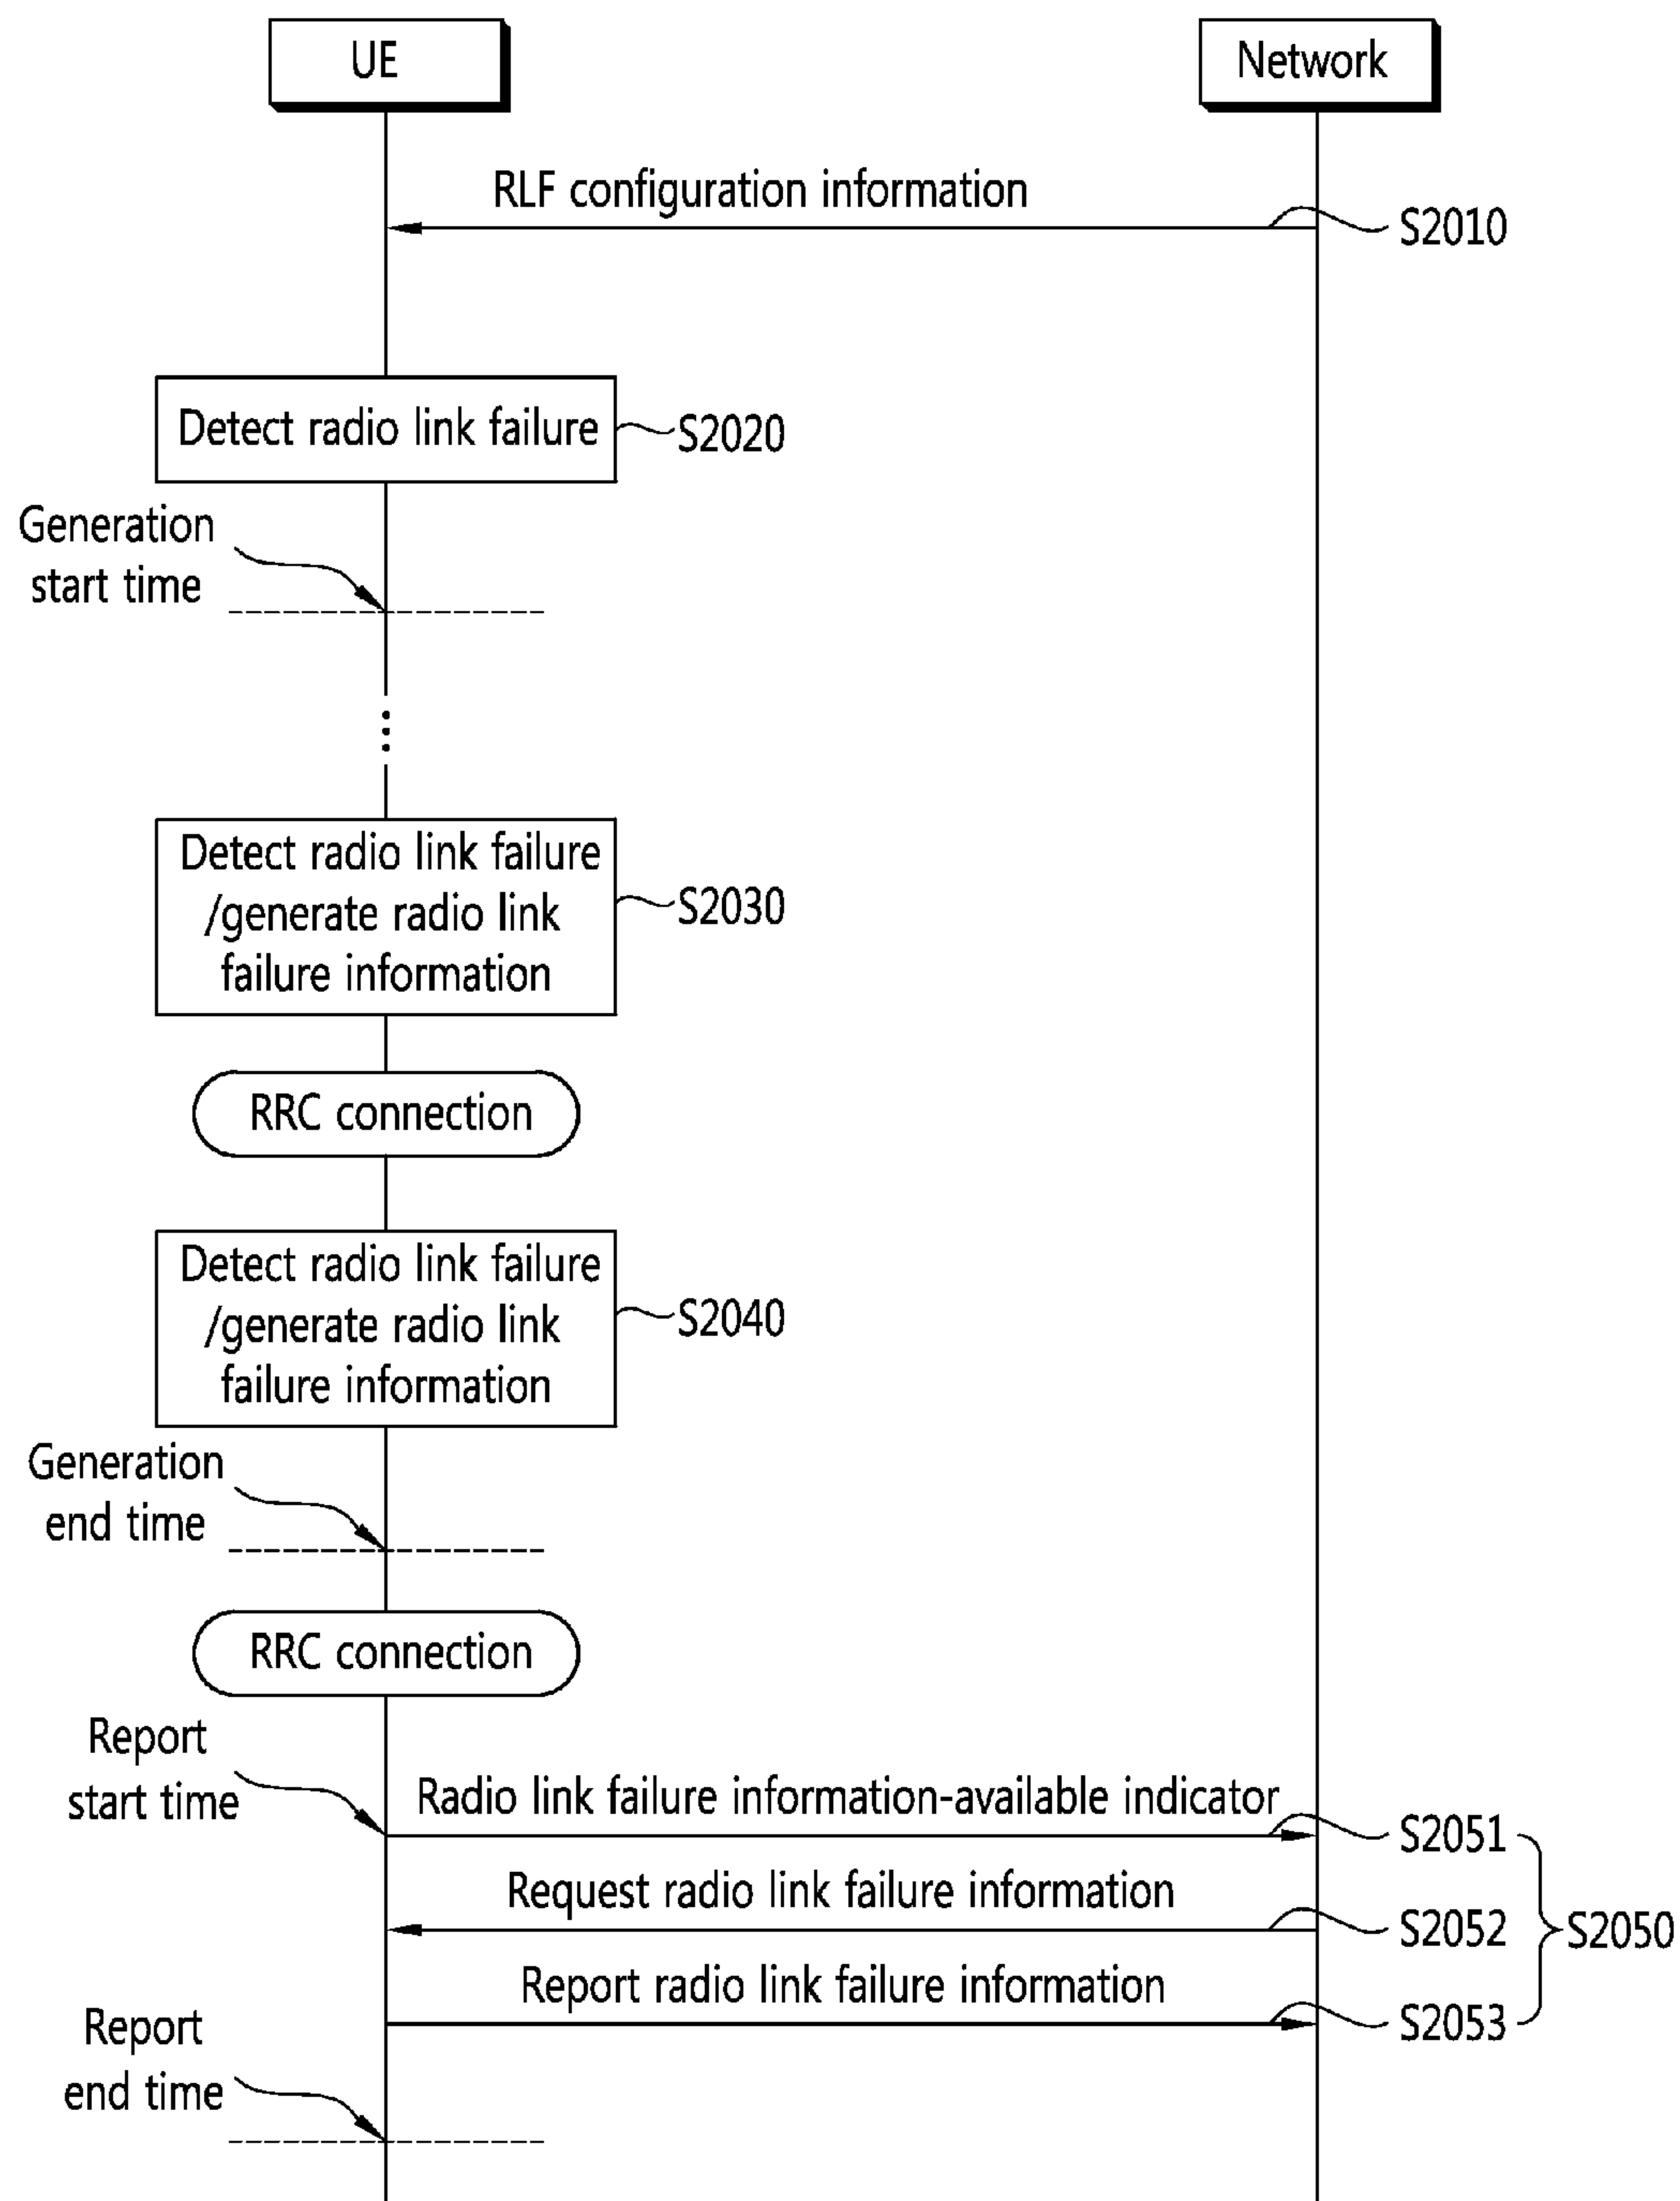 UE
Network
RLF configuration information
S2010
Detect radio link failure
S2020
Generation
start time
Detect radio link failure
/generate radio link
failure information
S2030
RRC connection
Detect radio link failure
/generate radio link
failure information
S2040
Generation
end time
RRC connection
Report
start time
Radio link failure information-available indicator
S2051
Request radio link failure information
S2052
S2050
Report radio link failure information
S2053
Report
end time